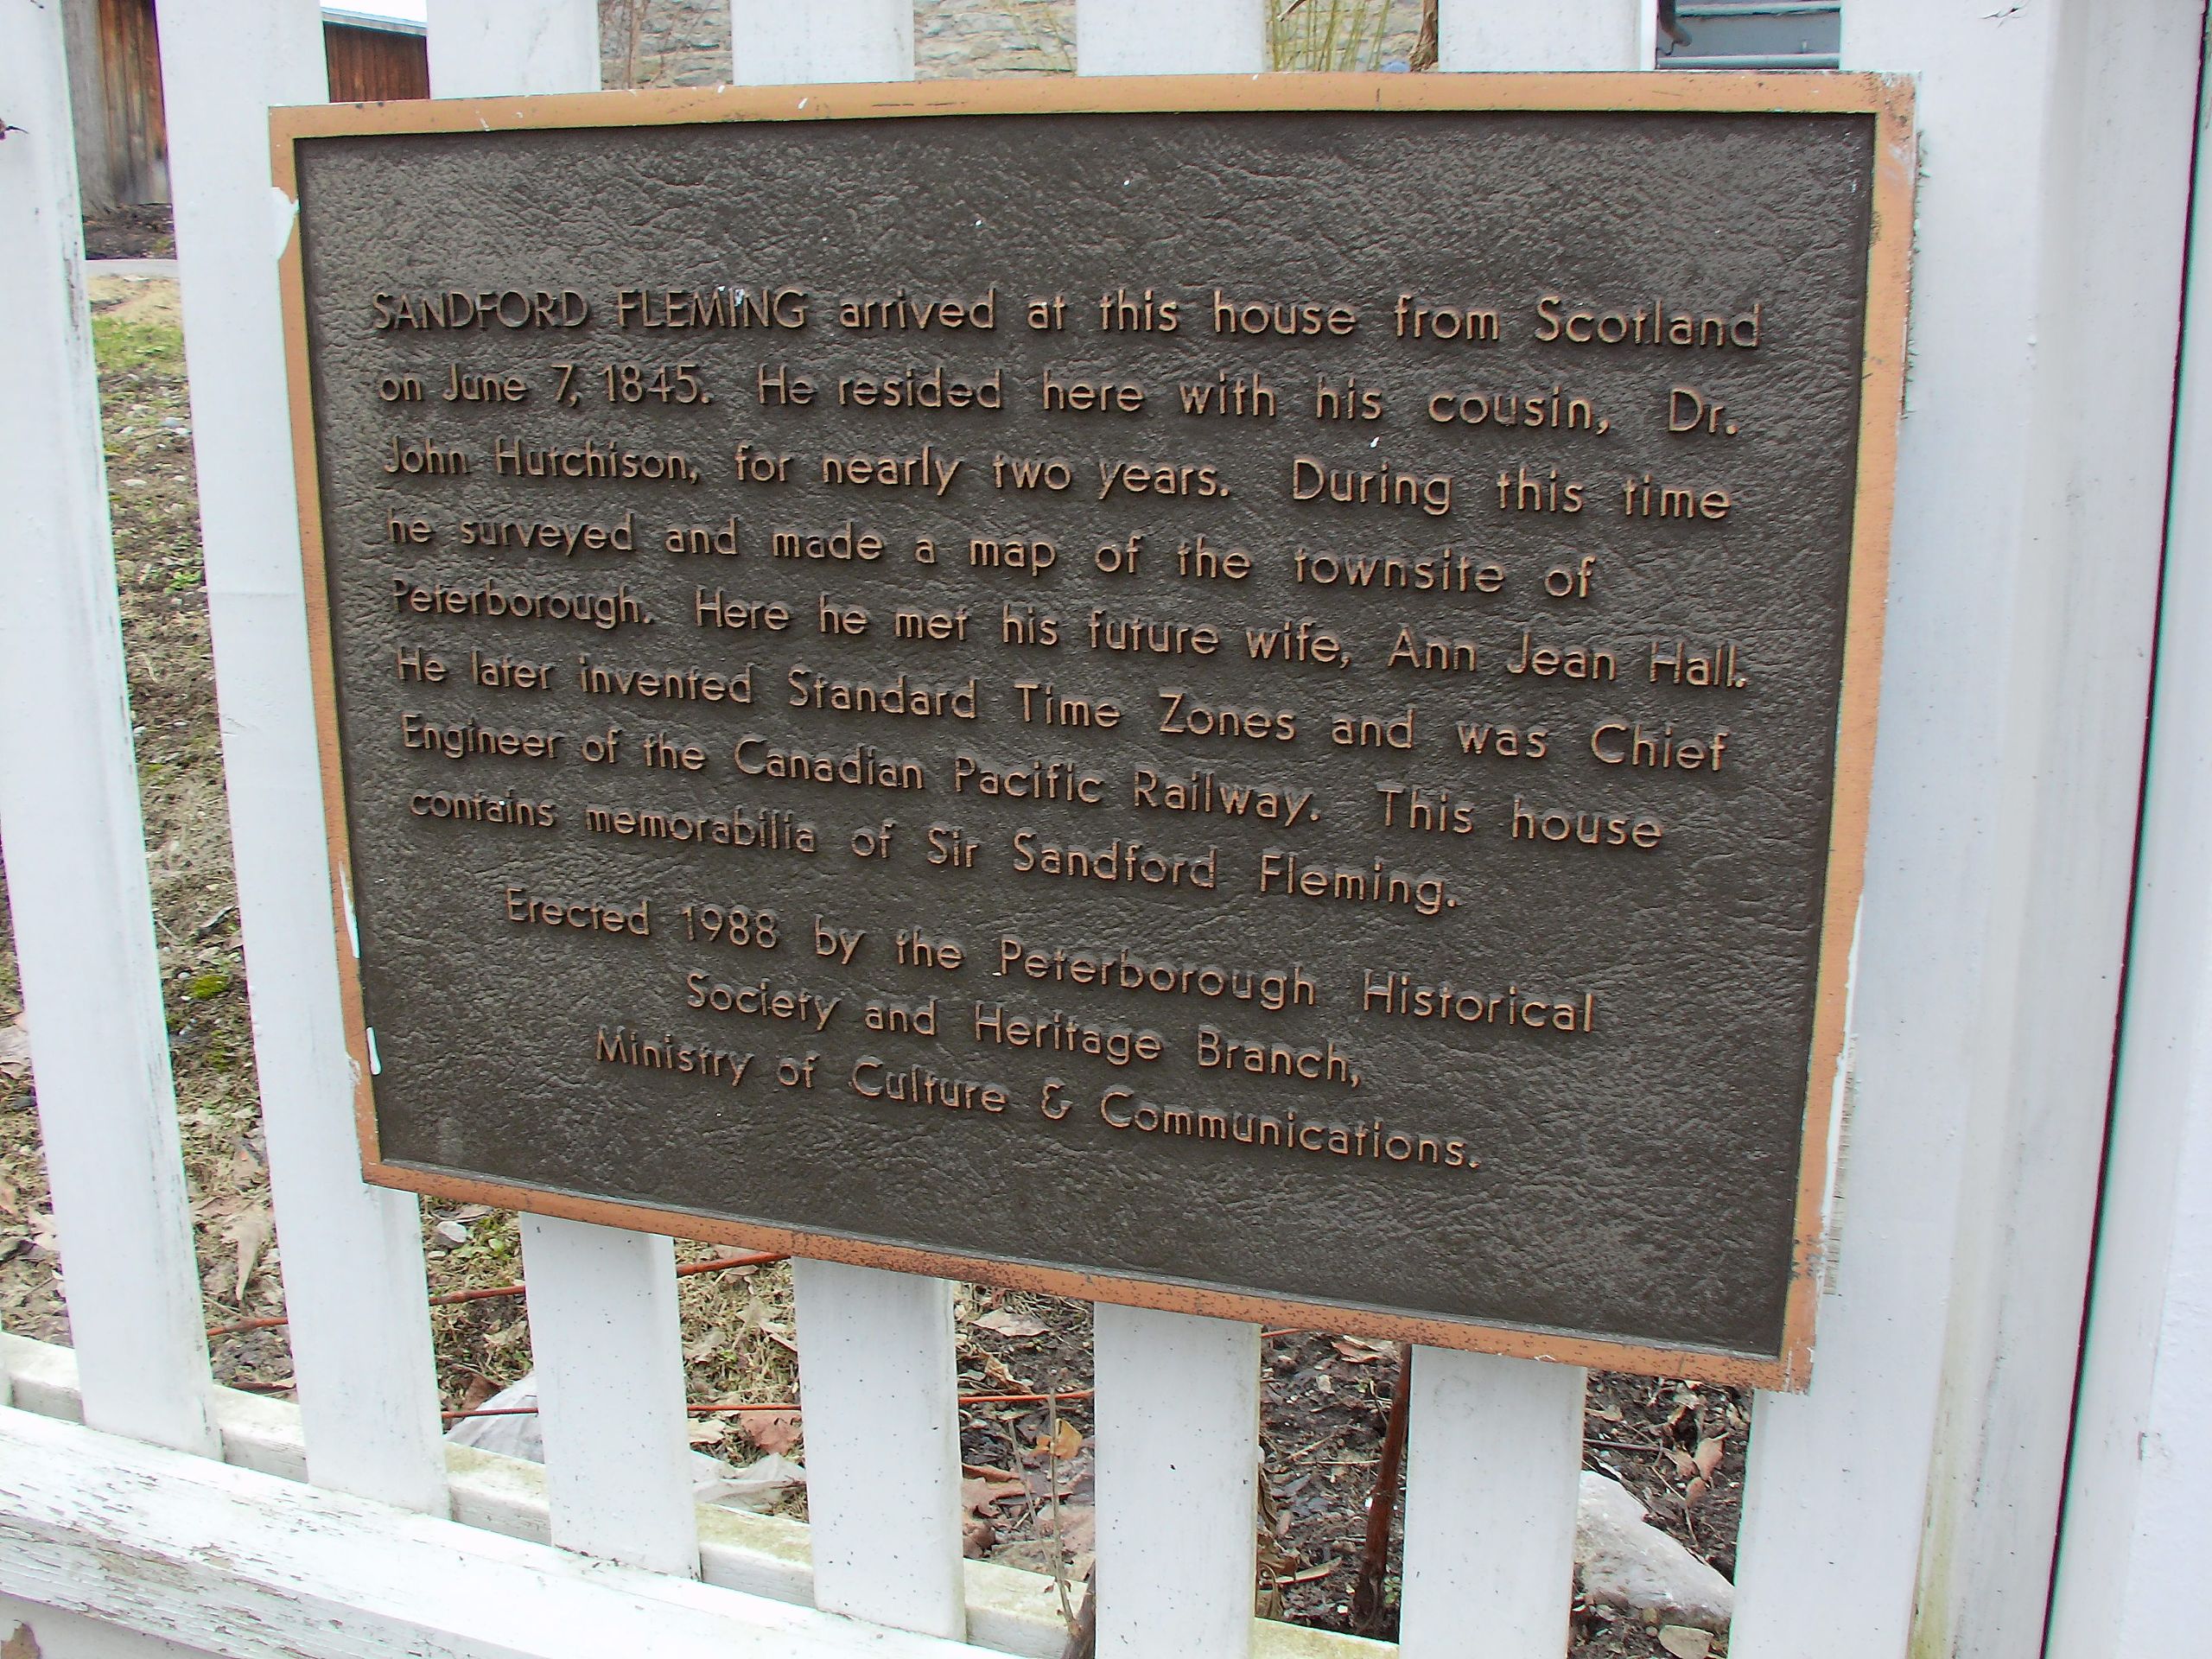 SANDFORD FLEMING arrived at this house from Scotland
on June 7, 1845. He resided here with his cousin, Dr.
John Hutchison, for nearly two years. During this time
he surveyed and made a map of the townsite of
Peterborough. Here he met his future wife, Ann Jean Hall.
He later invented Standard Time Zones and was Chief
Engineer of the Canadian Pacific Railway. This house
contains memorabilia of Sir Sandford Fleming.
Erected 1988 by the Peterborough Historical
Society and Heritage Branch,
Ministry of Culture & Communications.